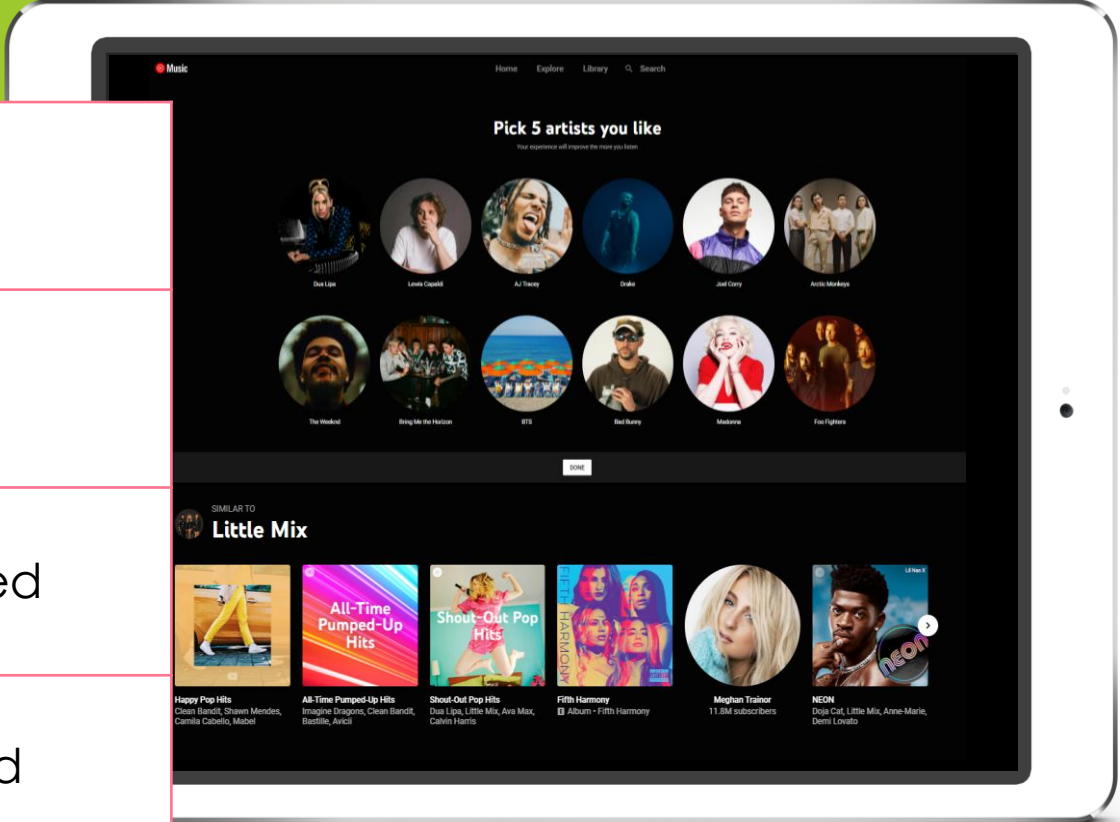 Music
Home Explore Library Search
Pick 5 artists you like
Your experience will improve the more you listen
Dua Lipa Lewis Capaldi AJ Tracey Drake Joel Corry Arctic Monkeys
The Weeknd Bring Me the Horizon BTS Bad Bunny Madonna Foo Fighters
DONE
SIMILAR TO
Little Mix
All-Time
Pumped-Up
Hits
Shout-Out Pop
Hits
FIFTH HARMONY
Lil Nas X
NEON
Happy Pop Hits
Clean Bandit, Shawn Mendes,
Camila Cabello, Mabel
All-Time Pumped-Up Hits
Imagine Dragons, Clean Bandit,
Bastille, Avicii
Shout-Out Pop Hits
Dua Lipa, Little Mix, Ava Max,
Calvin Harris
Fifth Harmony
E Album • Fifth Harmony
Meghan Trainor
11.8M subscribers
NEON
Doja Cat, Little Mix, Anne-Marie,
Demi Lovato
ed
d